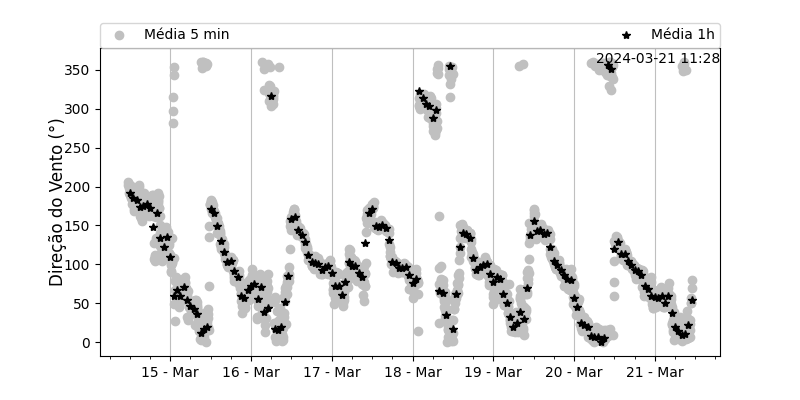 Média 5 min
Média 1h
2024-03-21 11:28
Direção do Vento (°)
350
300
250
200
150
100
50
0
15 - Mar
16 - Mar
17 - Mar
18 - Mar
19 - Mar
20 - Mar
21 - Mar